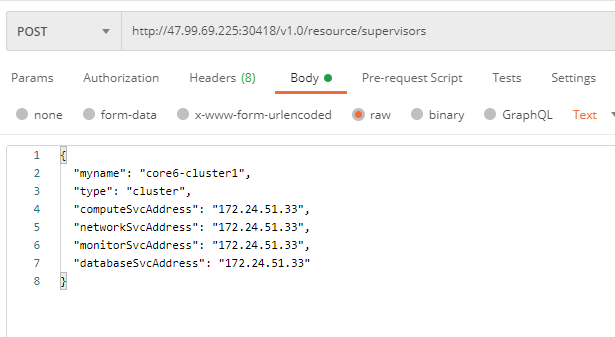 POST http://47.99.69.225:30418/v1.0/resource/supervisors
Params Authorization Headers (8) Body Pre-request Script Tests Settings
none form-data x-www-form-urlencoded raw binary GraphQL Text
1 {
2 "myname": "core6-cluster1",
3 "type": "cluster",
4 "computeSvcAddress": "172.24.51.33",
5 "networkSvcAddress": "172.24.51.33",
6 "monitorSvcAddress": "172.24.51.33",
7 "databaseSvcAddress": "172.24.51.33"
8 }